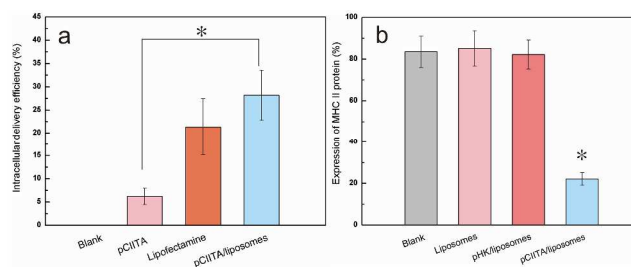 a
Intracellular delivery efficiency (%)
45
40
35
30
25
20
15
10
5
0
*
Blank
pCIITA
Lipofectamine
pCIITA/liposomes
b
Expression of MHC II protein (%)
100
80
60
40
20
0
*
Blank
Liposomes
pHK/liposomes
pCIITA/liposomes